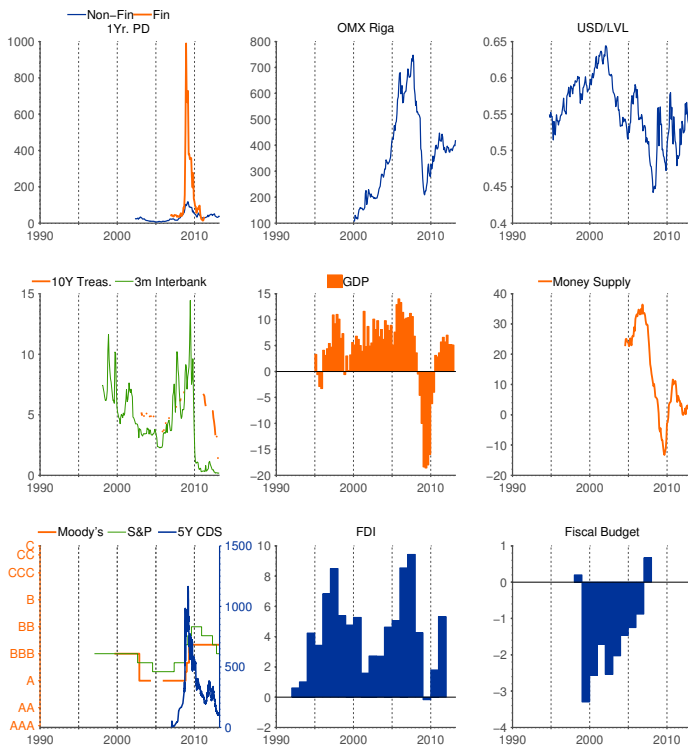 Non−Fin Fin
1Yr. PD
1000
800
600
400
200
0
1990 2000 2010
OMX Riga
800
700
600
500
400
300
200
100
1990 2000 2010
USD/LVL
0.65
0.6
0.55
0.5
0.45
0.4
1990 2000 2010
10Y Treas. 3m Interbank
15
10
5
0
1990 2000 2010
GDP
15
10
5
0
−5
−10
−15
−20
1990 2000 2010
Money Supply
40
30
20
10
0
−10
−20
1990 2000 2010
Moody's S&P 5Y CDS
C
CC
CCC
B
BB
BBB
A
AA
AAA
1500
1000
500
0
1990 2000 2010
FDI
10
8
6
4
2
0
−2
1990 2000 2010
Fiscal Budget
1
0
−1
−2
−3
−4
1990 2000 2010